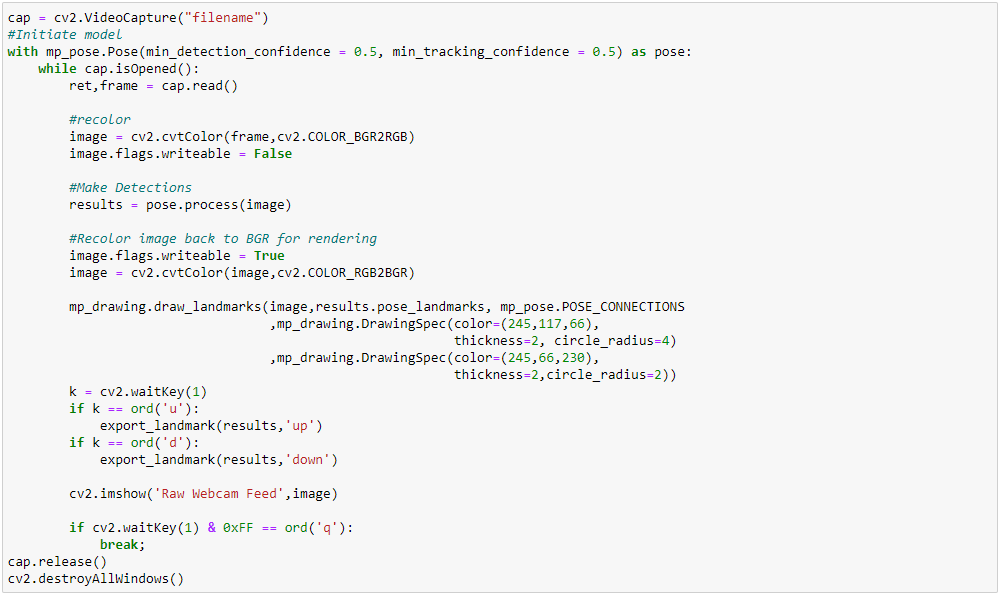 cap = cv2.VideoCapture("filename")
#Initiate model
with mp_pose.Pose(min_detection_confidence = 0.5, min_tracking_confidence = 0.5) as pose:
    while cap.isOpened():
        ret,frame = cap.read()

        #recolor
        image = cv2.cvtColor(frame,cv2.COLOR_BGR2RGB)
        image.flags.writeable = False

        #Make Detections
        results = pose.process(image)

        #Recolor image back to BGR for rendering
        image.flags.writeable = True
        image = cv2.cvtColor(image,cv2.COLOR_RGB2BGR)

        mp_drawing.draw_landmarks(image,results.pose_landmarks, mp_pose.POSE_CONNECTIONS
                                  ,mp_drawing.DrawingSpec(color=(245,117,66),
                                                          thickness=2, circle_radius=4)
                                  ,mp_drawing.DrawingSpec(color=(245,66,230),
                                                          thickness=2,circle_radius=2))
        k = cv2.waitKey(1)
        if k == ord('u'):
            export_landmark(results,'up')
        if k == ord('d'):
            export_landmark(results,'down')

        cv2.imshow('Raw Webcam Feed',image)

        if cv2.waitKey(1) & 0xFF == ord('q'):
            break;
cap.release()
cv2.destroyAllWindows()